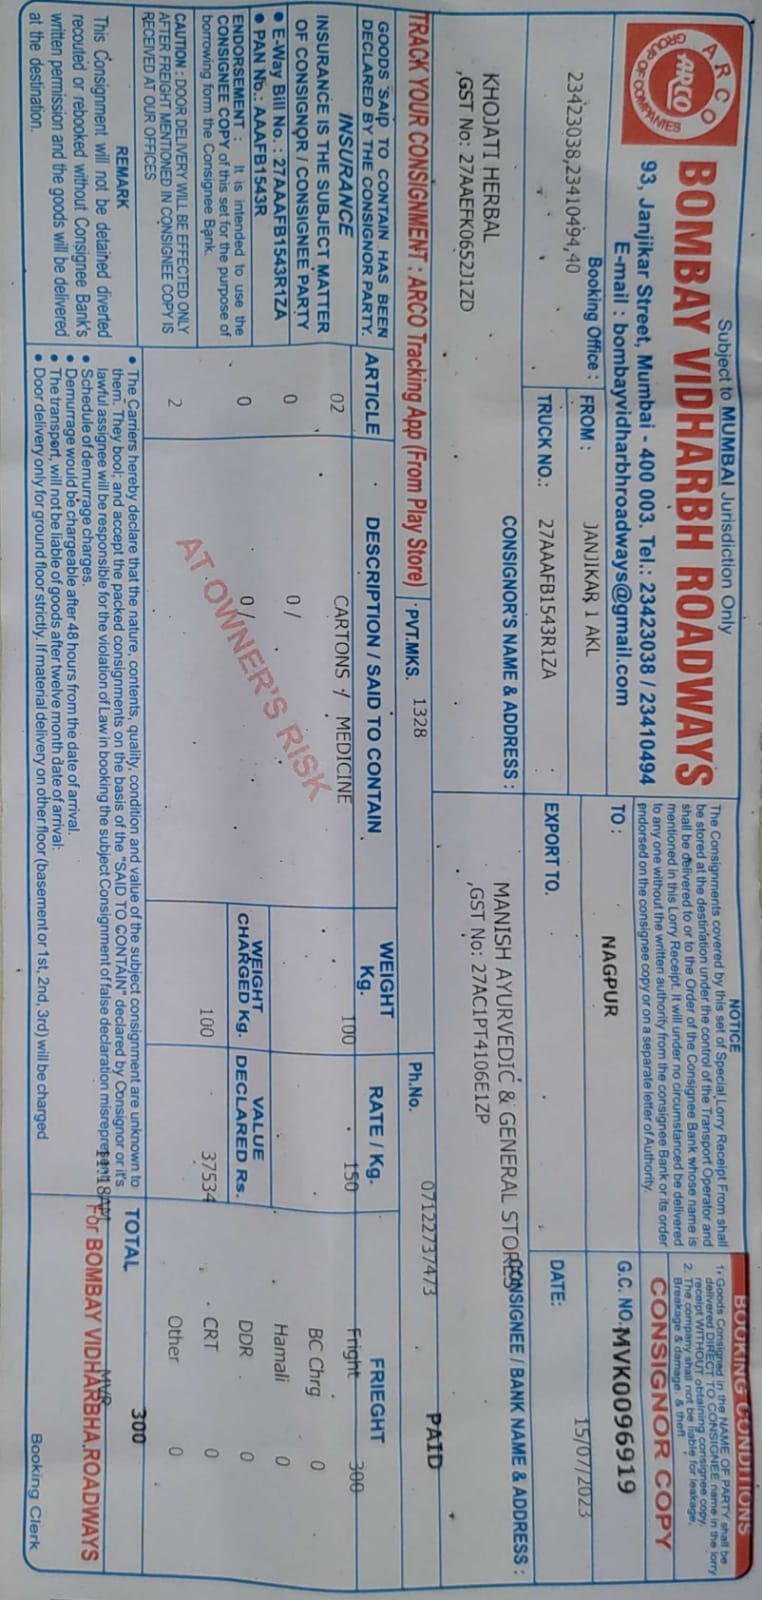 ARCO
GROUP OF COMPANIES
ARCO
Subject to MUMBAI Jurisdiction Only
BOMBAY VIDHARBH ROADWAYS
93, Janjikar Street, Mumbai - 400 003. Tel.: 23423038 / 23410494
E-mail : bombayvidharbhroadways@gmail.com
NOTICE
The Consignments covered by this set of Special Lorry Receipt From shall
be stored at the destination under the control of the Transport Operator and
shall be delivered to or to the Order of the Consignee Bank whose name is
mentioned in this Lorry Receipt. It will under no circumstanced be delivered
to any one without the written authority from the consignee Bank or its order
endorsed on the consignee copy or on a separate letter of Authority.
BOOKING CONDITIONS
1. Goods Consigned in the NAME OF PARTY shall be
delivered DIRECT TO CONSIGNEE name in the lorry
receipt WITHOUT obtaining consignee copy.
2. The company shall not be liable for leakage,
Breakage & damage. & theft
CONSIGNOR COPY
Booking Office :
23423038,23410494,40
FROM :
JANJIKAR 1 AKL
TO :
NAGPUR
G.C. NO. MVK0096919
TRUCK NO.: 27AAAFB1543R1ZA
EXPORT TO.
DATE:
15/07/2023
CONSIGNOR'S NAME & ADDRESS :
KHOJATI HERBAL
,GST No: 27AAEFK0652J1ZD
CONSIGNEE / BANK NAME & ADDRESS :
MANISH AYURVEDIC & GENERAL STORES
,GST No: 27AC1PT4106E1ZP
TRACK YOUR CONSIGNMENT : ARCO Tracking App (From Play Store)
PVT.MKS. 1328
Ph.No. 07122737473
PAID
GOODS 'SAID TO CONTAIN HAS BEEN
DECLARED BY THE CONSIGNOR PARTY.
INSURANCE
INSURANCE IS THE SUBJECT MATTER
OF CONSIGNOR / CONSIGNEE PARTY
• E-Way Bill No. : 27AAAFB1543R1ZA
• PAN No.: AAAFB1543R
ENDORSEMENT : It is intended to use the
CONSIGNEE COPY of this set for the purpose of
borrowing form the Consignee Bank.
CAUTION : DOOR DELIVERY WILL BE EFFECTED ONLY
AFTER FREIGHT MENTIONED IN CONSIGNEE COPY IS
RECEIVED AT OUR OFFICES
REMARK
This Consignment will not be detained diverted
recouted or rebooked without Consignee Bank's
written permission and the goods will be delivered
at the destination.
ARTICLE DESCRIPTION / SAID TO CONTAIN WEIGHT Kg. RATE / Kg. FRIEGHT
02 CARTONS / MEDICINE 100 150 Fright 300
BC Chrg 0
0 0 / Hamali 0
WEIGHT CHARGED Kg. VALUE DECLARED Rs.
0 0 / DDR 0
100 37534 CRT 0
2 Other 0
AT OWNER'S RISK
TOTAL 300
• The Carriers hereby declare that the nature, contents, quality, condition and value of the subject consignment are unknown to
them. They bool; and accept the packed consignments on the basis of the "SAID TO CONTAIN" declared by Consignor or it's
lawful assignee will be responsible for the violation of Law in booking the subject Consignment of false declaration misrepre
• Schedule of demurrage charges.
• Demurrage would be chargeable after 48 hours from the date of arrival.
• The transport, will not be liable of goods after twelve month date of arrival:
• Door delivery only for ground floor strictly. If material delivery on other floor (basement or 1st, 2nd, 3rd) will be charged
11:18AM
MVR
For BOMBAY VIDHARBHA ROADWAYS
Booking Clerk